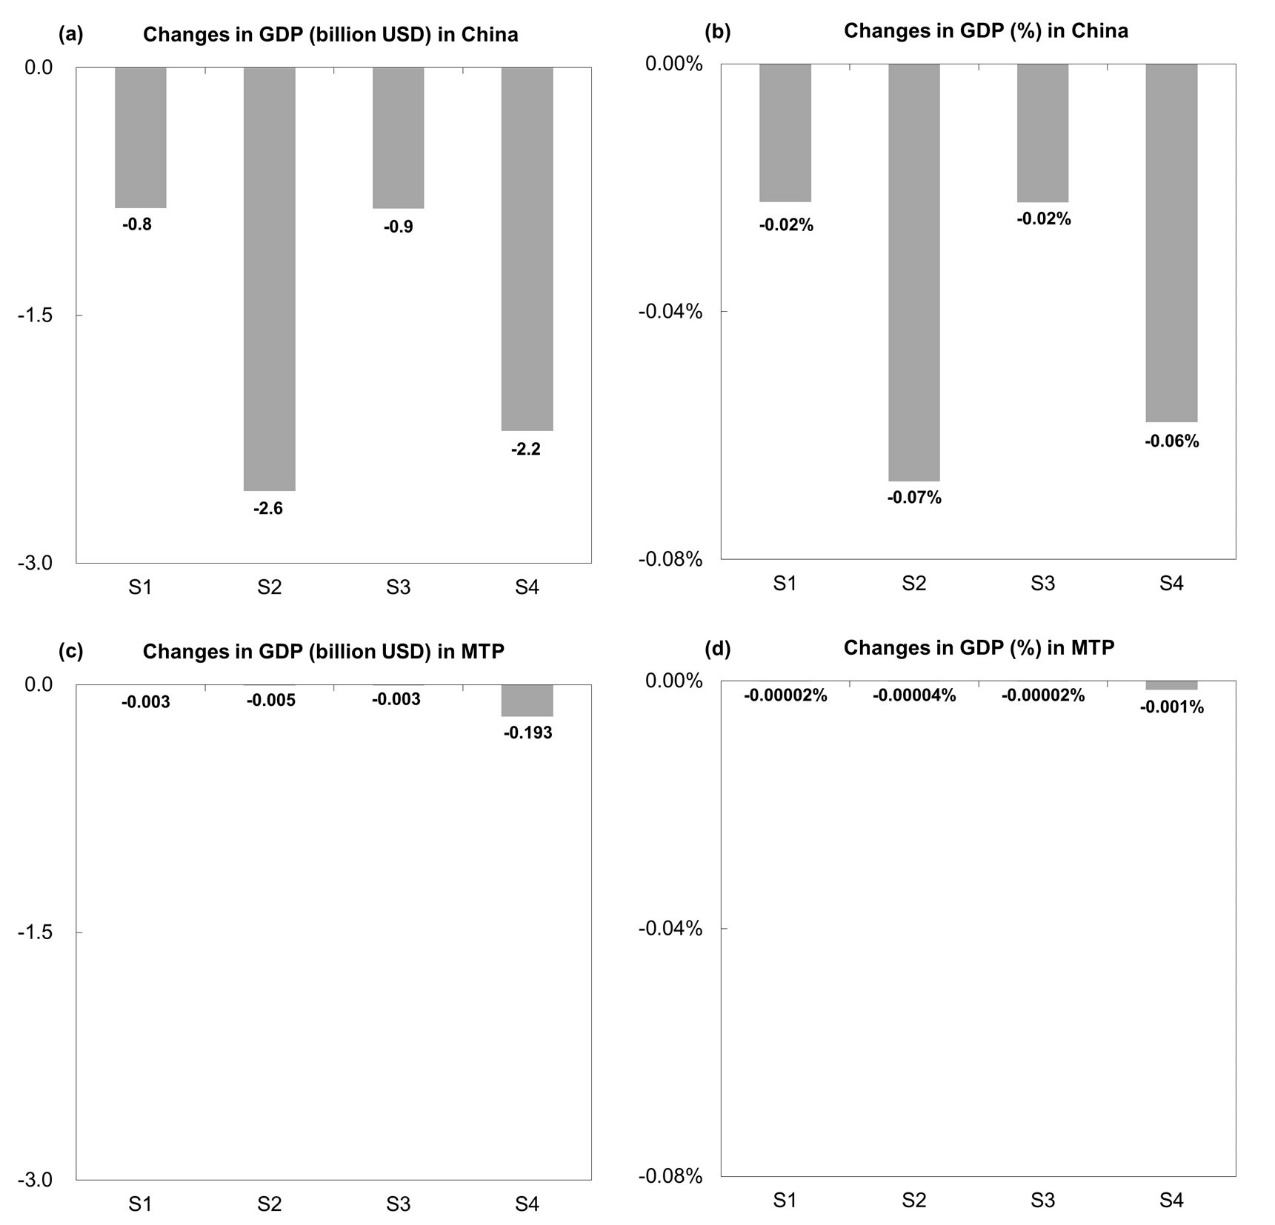 (a) Changes in GDP (billion USD) in China
0.0
-0.8
-0.9
-1.5
-2.2
-2.6
-3.0
S1 S2 S3 S4
(b) Changes in GDP (%) in China
0.00%
-0.02%
-0.02%
-0.04%
-0.06%
-0.07%
-0.08%
S1 S2 S3 S4
(c) Changes in GDP (billion USD) in MTP
0.0
-0.003 -0.005 -0.003
-0.193
-1.5
-3.0
S1 S2 S3 S4
(d) Changes in GDP (%) in MTP
0.00%
-0.00002% -0.00004% -0.00002%
-0.001%
-0.04%
-0.08%
S1 S2 S3 S4